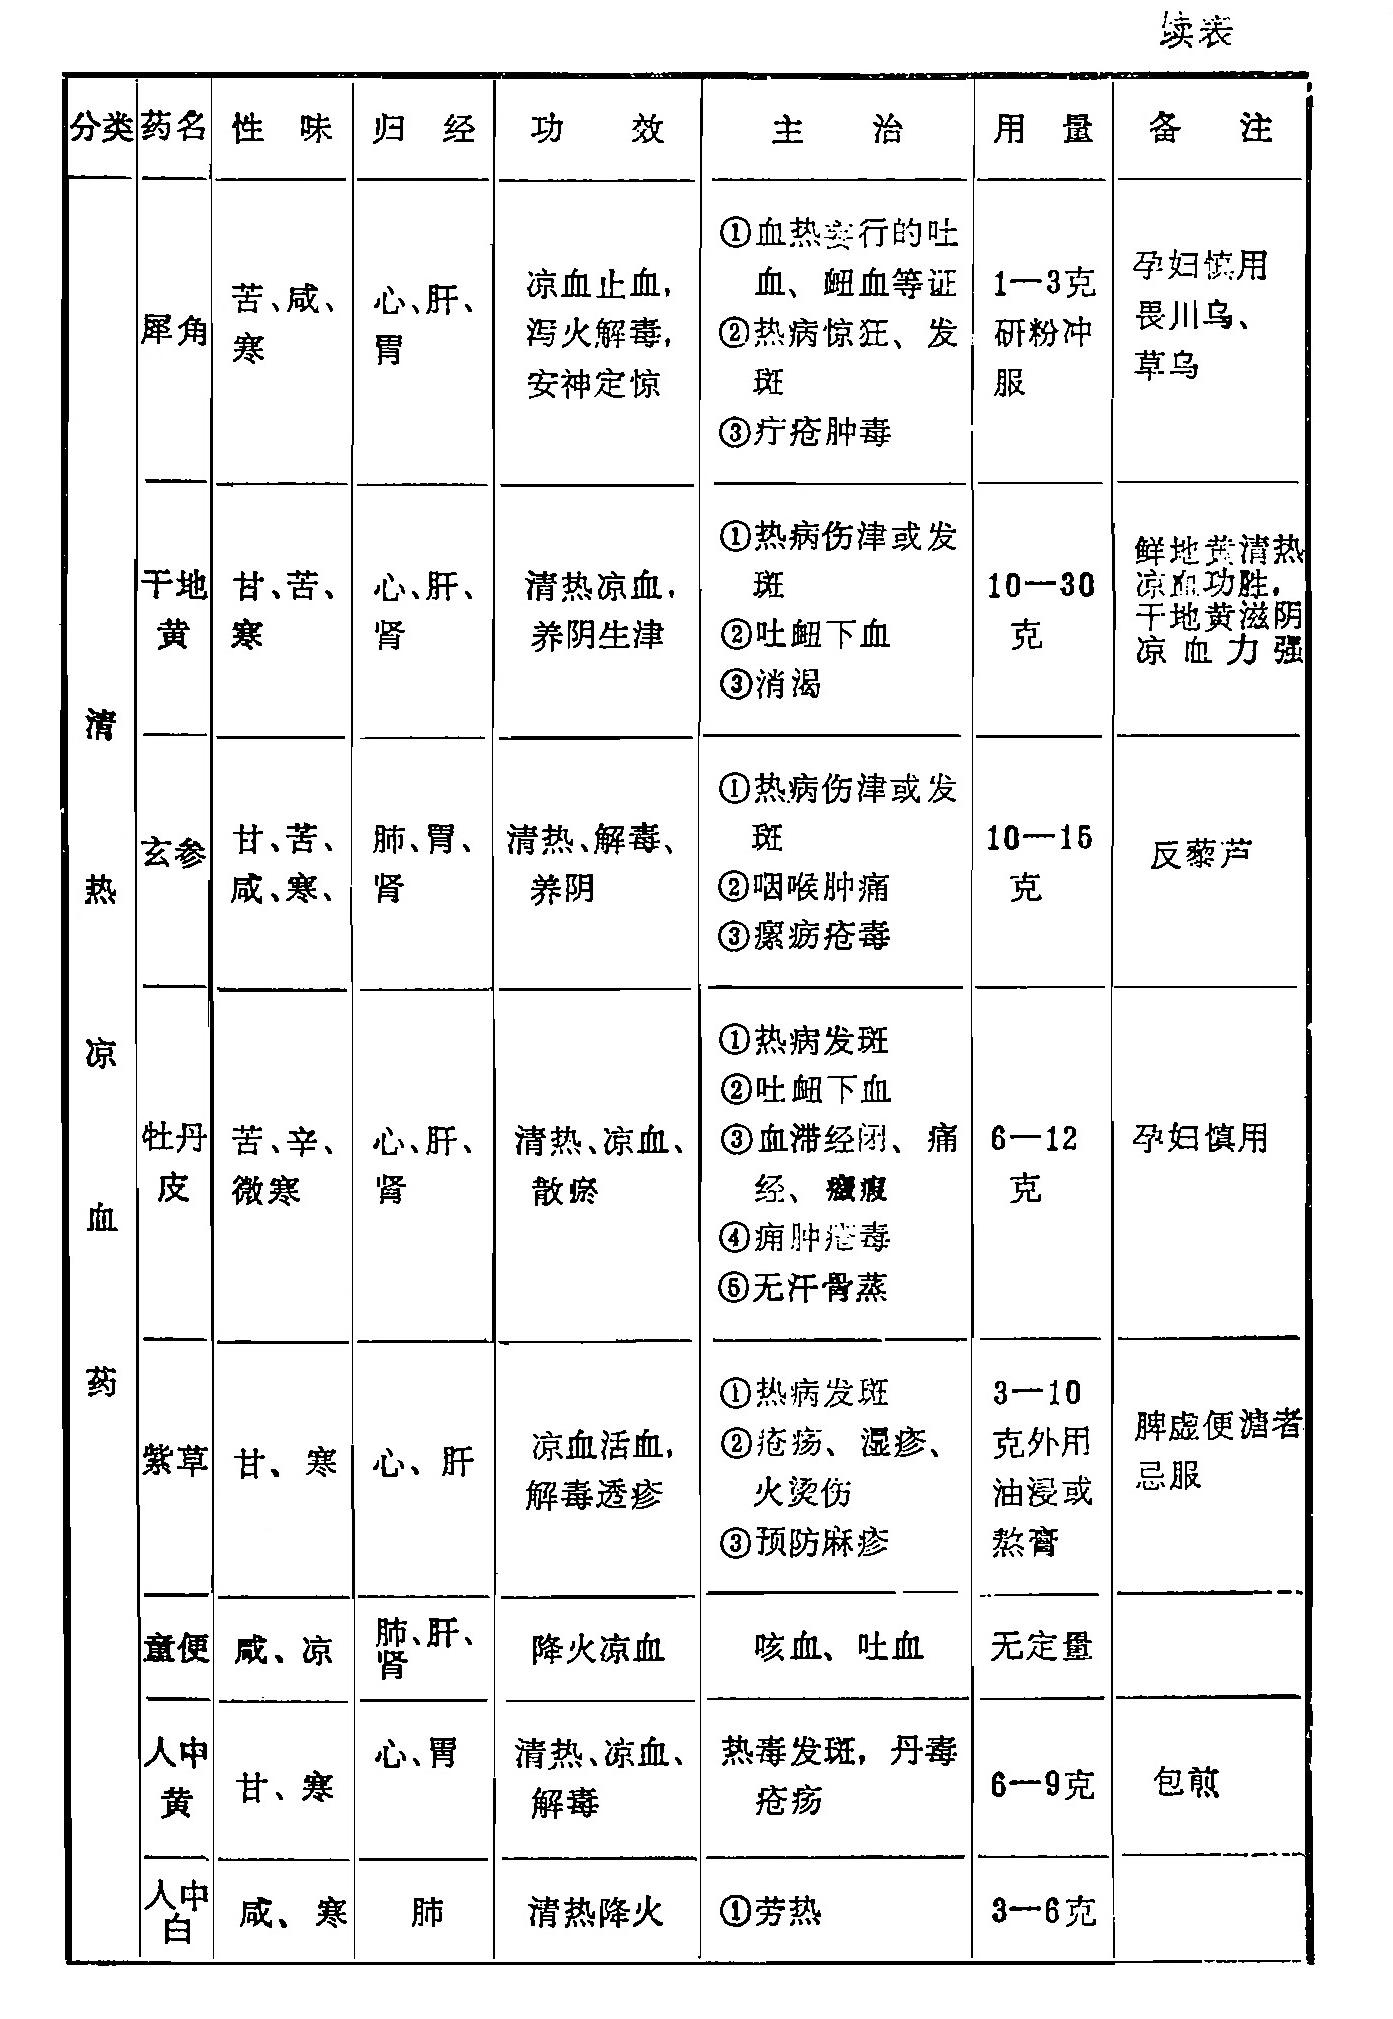 续表
分类 药名 性味 归经 功效 主治 用量 备注
清热凉血药
犀角
苦、咸、
寒
心、肝、
胃
凉血止血,
泻火解毒,
安神定惊
①血热妄行的吐
血、衄血等证
②热病惊狂、发
斑
③疔疮肿毒
1—3克
研粉冲
服
孕妇慎用
畏川乌、
草乌
干地
黄
甘、苦、
寒
心、肝、
肾
清热凉血,
养阴生津
①热病伤津或发
斑
②吐衄下血
③消渴
10—30
克
鲜地黄清热
凉血功胜,
干地黄滋阴
凉血力强
玄参
甘、苦、
咸、寒、
肺、胃、
肾
清热、解毒、
养阴
①热病伤津或发
斑
②咽喉肿痛
③瘰疬疮毒
10—15
克
反藜芦
牡丹
皮
苦、辛、
微寒
心、肝、
肾
清热、凉血、
散瘀
①热病发斑
②吐衄下血
③血滞经闭、痛
经、癥瘕
④痈肿疮毒
⑤无汗骨蒸
6—12
克
孕妇慎用
紫草
甘、寒
心、肝
凉血活血,
解毒透疹
①热病发斑
②疮疡、湿疹、
火烫伤
③预防麻疹
3—10
克外用
油浸或
熬膏
脾虚便溏者
忌服
童便
咸、凉
肺、肝、
肾
降火凉血
咳血、吐血
无定量
人中
黄
甘、寒
心、胃
清热、凉血、
解毒
热毒发斑,丹毒
疮疡
6—9克
包煎
人中
白
咸、寒
肺
清热降火
①劳热
3—6克